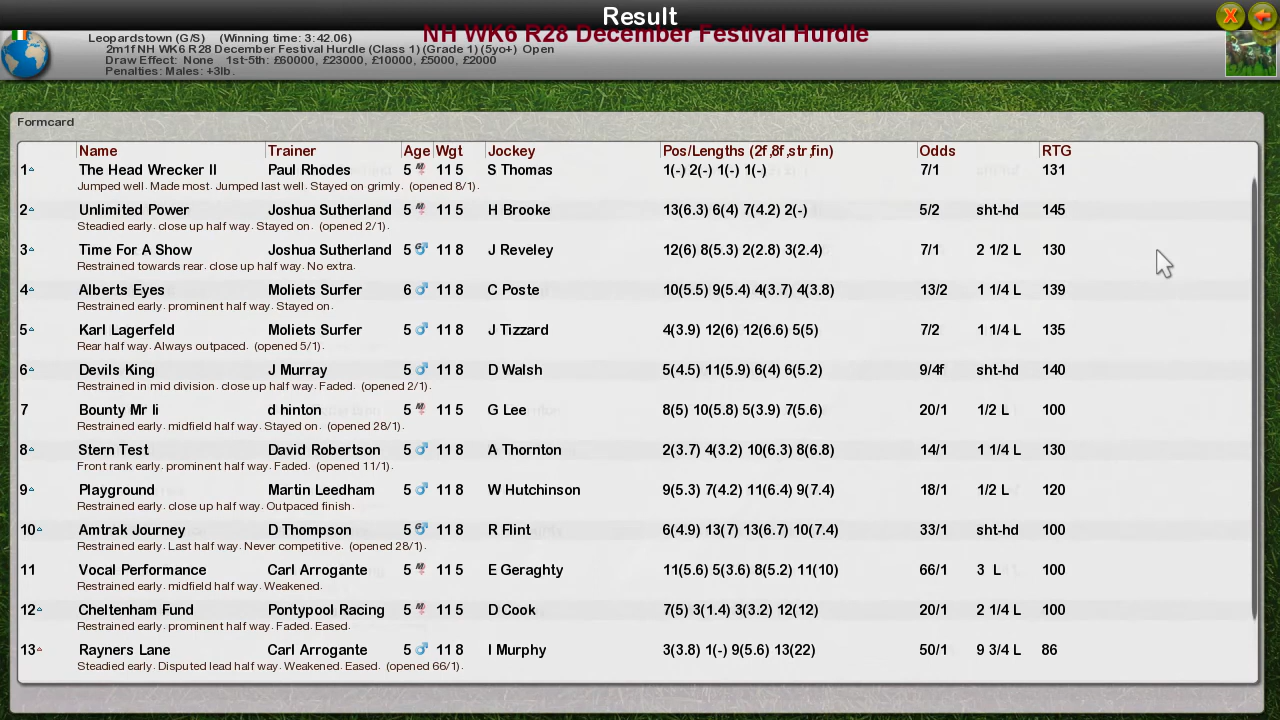 Result
NH WK6 R28 December Festival Hurdle
Leopardstown (G/S) (Winning time: 3:42.06)
2m1f NH WK6 R28 December Festival Hurdle (Class 1) (Grade 1) (5yo+) Open
Draw Effect: None 1st-5th: £60000, £23000, £10000, £5000, £2000
Penalties: Males: +3lb.
Formcard
Name Trainer Age Wgt Jockey Pos/Lengths (2f,8f,str,fin) Odds RTG
1 The Head Wrecker II Paul Rhodes 5 11 5 S Thomas 1(-) 2(-) 1(-) 1(-) 7/1 131
Jumped well. Made most. Jumped last well. Stayed on grimly. (opened 8/1).
2 Unlimited Power Joshua Sutherland 5 11 5 H Brooke 13(6.3) 6(4) 7(4.2) 2(-) 5/2 sht-hd 145
Steadied early. close up half way. Stayed on. (opened 2/1).
3 Time For A Show Joshua Sutherland 5 11 8 J Reveley 12(6) 8(5.3) 2(2.8) 3(2.4) 7/1 2 1/2 L 130
Restrained towards rear. close up half way. No extra.
4 Alberts Eyes Moliets Surfer 6 11 8 C Poste 10(5.5) 9(5.4) 4(3.7) 4(3.8) 13/2 1 1/4 L 139
Restrained early. prominent half way. Stayed on.
5 Karl Lagerfeld Moliets Surfer 5 11 8 J Tizzard 4(3.9) 12(6) 12(6.6) 5(5) 7/2 1 1/4 L 135
Rear half way. Always outpaced. (opened 5/1).
6 Devils King J Murray 5 11 8 D Walsh 5(4.5) 11(5.9) 6(4) 6(5.2) 9/4f sht-hd 140
Restrained in mid division. close up half way. Faded. (opened 2/1).
7 Bounty Mr Ii d hinton 5 11 5 G Lee 8(5) 10(5.8) 5(3.9) 7(5.6) 20/1 1/2 L 100
Restrained early. midfield half way. Stayed on. (opened 28/1).
8 Stern Test David Robertson 5 11 8 A Thornton 2(3.7) 4(3.2) 10(6.3) 8(6.8) 14/1 1 1/4 L 130
Front rank early. prominent half way. Faded. (opened 11/1).
9 Playground Martin Leedham 5 11 8 W Hutchinson 9(5.3) 7(4.2) 11(6.4) 9(7.4) 18/1 1/2 L 120
Restrained early. close up half way. Outpaced finish.
10 Amtrak Journey D Thompson 5 11 8 R Flint 6(4.9) 13(7) 13(6.7) 10(7.4) 33/1 sht-hd 100
Restrained early. Last half way. Never competitive. (opened 28/1).
11 Vocal Performance Carl Arrogante 5 11 5 E Geraghty 11(5.6) 5(3.6) 8(5.2) 11(10) 66/1 3 L 100
Restrained early. midfield half way. Weakened.
12 Cheltenham Fund Pontypool Racing 5 11 5 D Cook 7(5) 3(1.4) 3(3.2) 12(12) 20/1 2 1/4 L 100
Restrained early. prominent half way. Faded. Eased.
13 Rayners Lane Carl Arrogante 5 11 8 I Murphy 3(3.8) 1(-) 9(5.6) 13(22) 50/1 9 3/4 L 86
Steadied early. Disputed lead half way. Weakened. Eased. (opened 66/1).